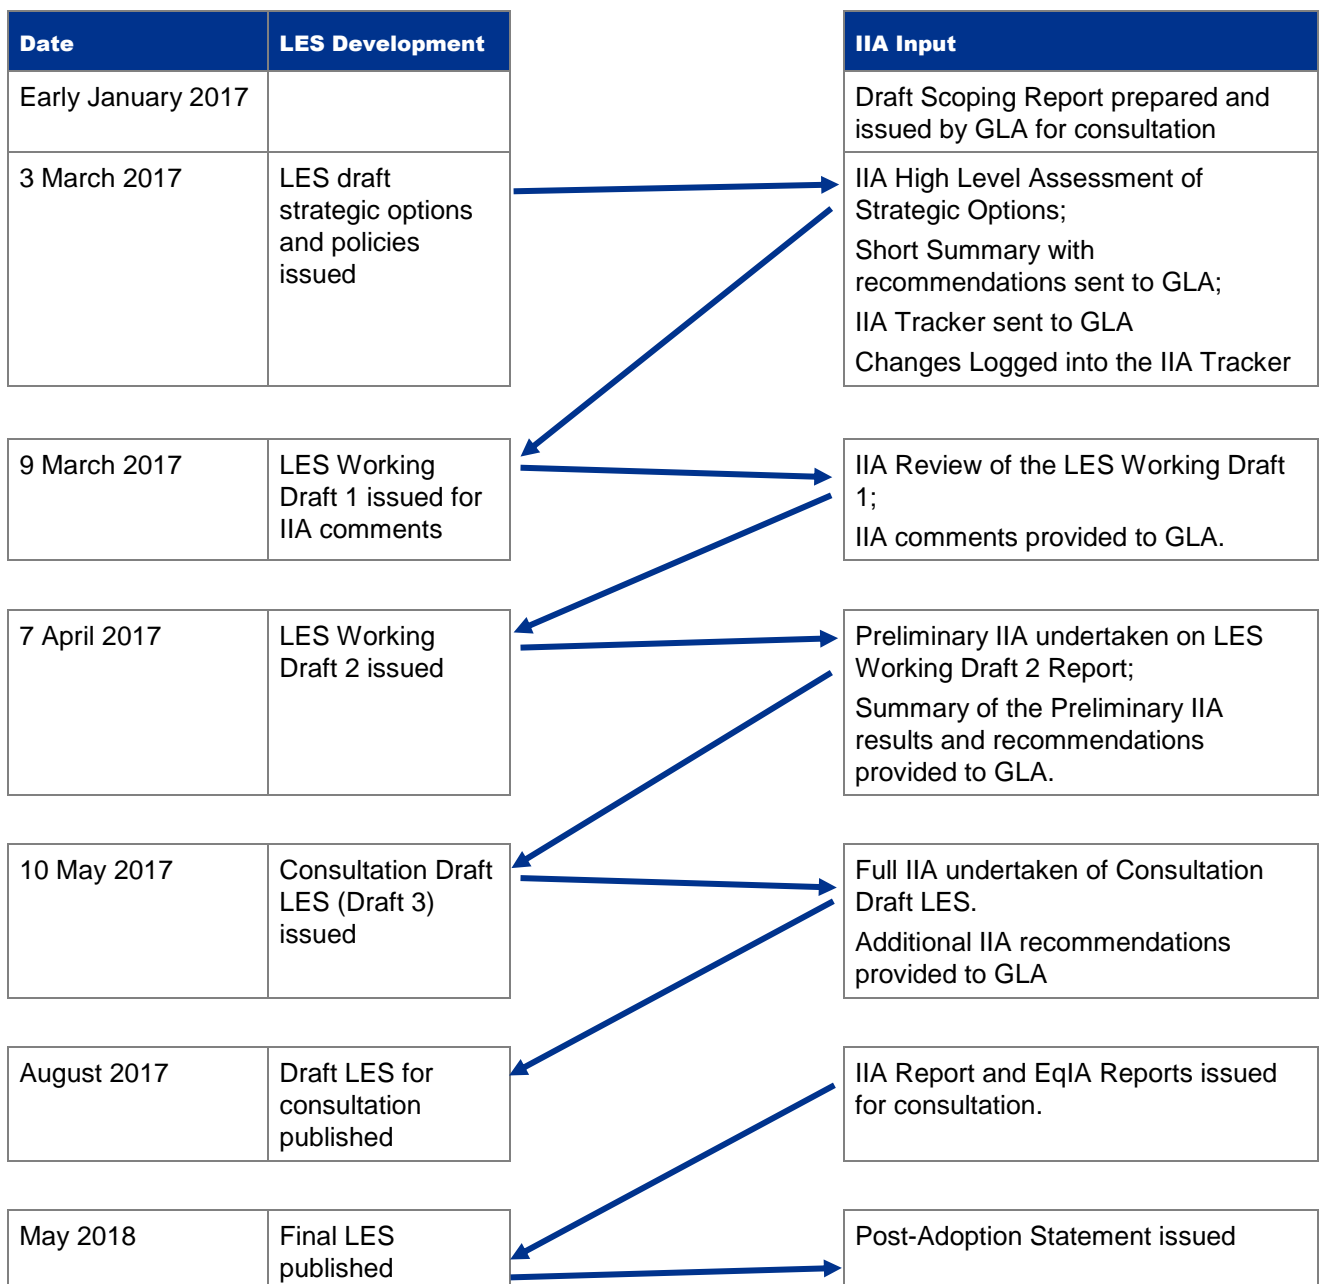 Date
LES Development
IIA Input
Early January 2017
Draft Scoping Report prepared and
issued by GLA for consultation
3 March 2017
LES draft
strategic options
and policies
issued
IIA High Level Assessment of
Strategic Options;
Short Summary with
recommendations sent to GLA;
IIA Tracker sent to GLA
Changes Logged into the IIA Tracker
9 March 2017
LES Working
Draft 1 issued for
IIA comments
IIA Review of the LES Working Draft
1;
IIA comments provided to GLA.
7 April 2017
LES Working
Draft 2 issued
Preliminary IIA undertaken on LES
Working Draft 2 Report;
Summary of the Preliminary IIA
results and recommendations
provided to GLA.
10 May 2017
Consultation Draft
LES (Draft 3)
issued
Full IIA undertaken of Consultation
Draft LES.
Additional IIA recommendations
provided to GLA
August 2017
Draft LES for
consultation
published
IIA Report and EqIA Reports issued
for consultation.
May 2018
Final LES
published
Post-Adoption Statement issued